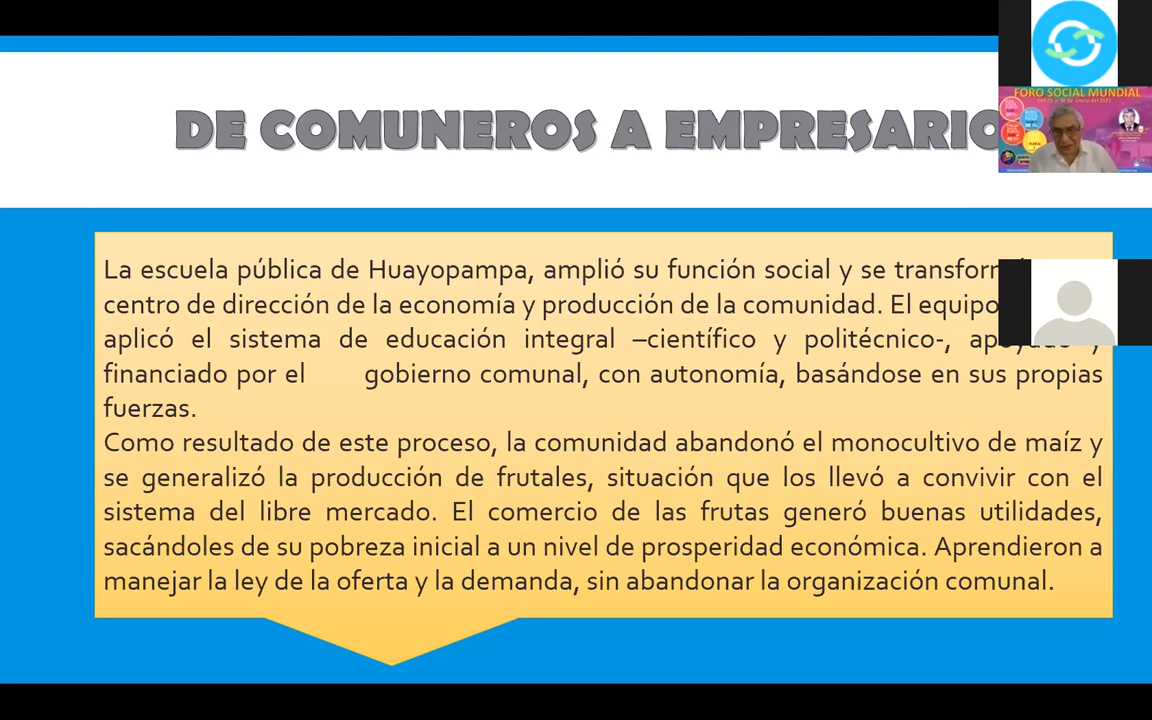 DE COMUNEROS A EMPRESARIO
FORO SOCIAL MUNDIAL
La escuela pública de Huayopampa, amplió su función social y se
centro de dirección de la economía y producción de la comunidad. El equipo
aplicó el sistema de educación integral –científico y politécnico-, apoyado y
financiado por el gobierno comunal, con autonomía, basándose en sus propias
fuerzas.
Como resultado de este proceso, la comunidad abandonó el monocultivo de maíz y
se generalizó la producción de frutales, situación que los llevó a convivir con el
sistema del libre mercado. El comercio de las frutas generó buenas utilidades,
sacándoles de su pobreza inicial a un nivel de prosperidad económica. Aprendieron a
manejar la ley de la oferta y la demanda, sin abandonar la organización comunal.